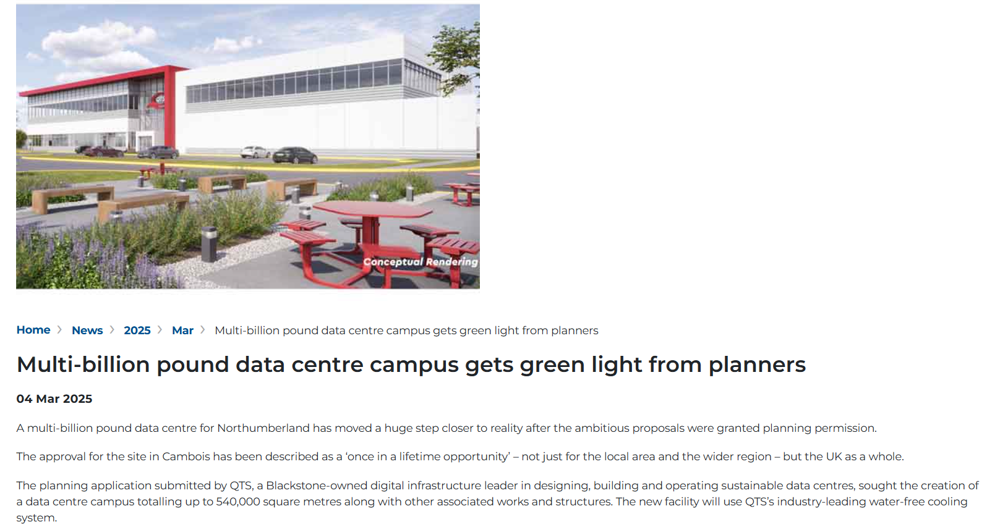 QTS
Conceptual Rendering
Home > News > 2025 > Mar > Multi-billion pound data centre campus gets green light from planners
Multi-billion pound data centre campus gets green light from planners
04 Mar 2025
A multi-billion pound data centre for Northumberland has moved a huge step closer to reality after the ambitious proposals were granted planning permission.
The approval for the site in Cambois has been described as a ‘once in a lifetime opportunity’ – not just for the local area and the wider region – but the UK as a whole.
The planning application submitted by QTS, a Blackstone-owned digital infrastructure leader in designing, building and operating sustainable data centres, sought the creation of
a data centre campus totalling up to 540,000 square metres along with other associated works and structures. The new facility will use QTS’s industry-leading water-free cooling
system.